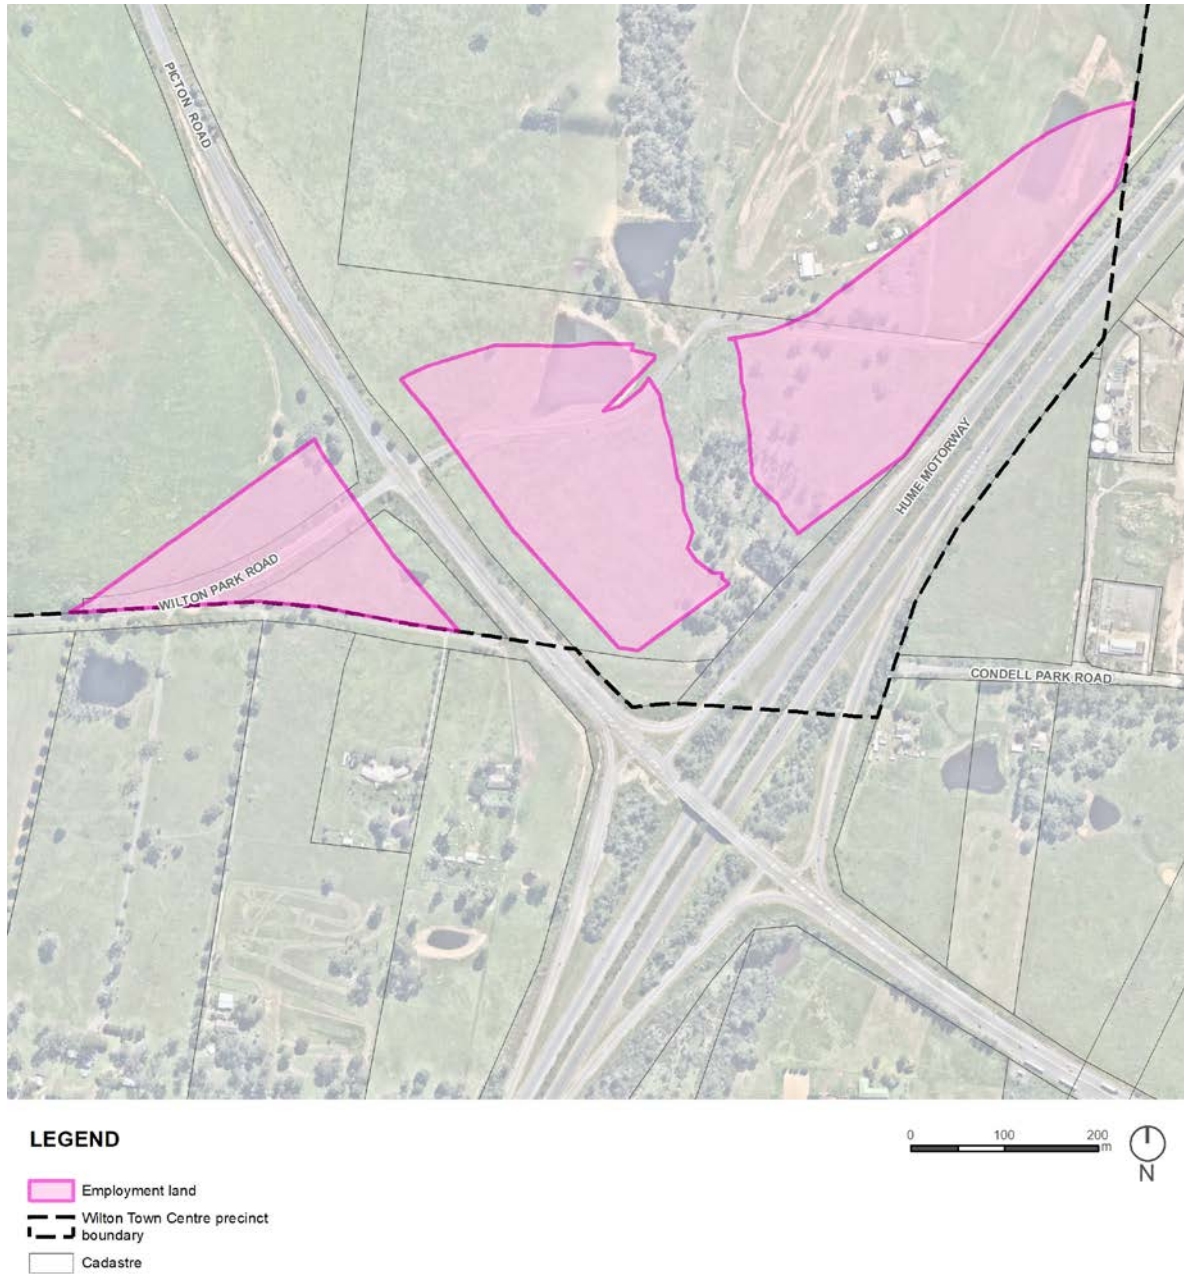 PICTON ROAD
HUME MOTORWAY
WILTON PARK ROAD
CONDELL PARK ROAD
LEGEND
0 100 200
m
N
Employment land
Wilton Town Centre precinct
boundary
Cadastre